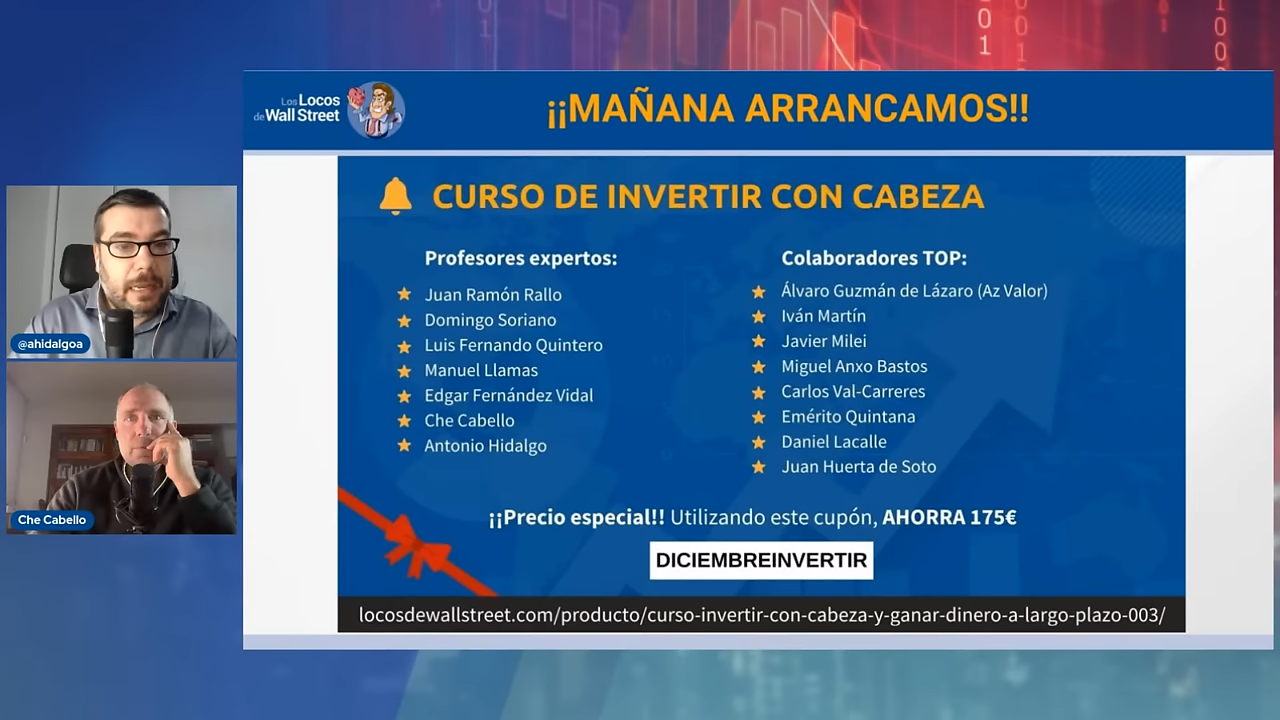 Los Locos
de Wall Street
¡¡MAÑANA ARRANCAMOS!!
CURSO DE INVERTIR CON CABEZA
Profesores expertos:
Juan Ramón Rallo
Domingo Soriano
Luis Fernando Quintero
Manuel Llamas
Edgar Fernández Vidal
Che Cabello
Antonio Hidalgo
Colaboradores TOP:
Álvaro Guzmán de Lázaro (Az Valor)
Iván Martín
Javier Milei
Miguel Anxo Bastos
Carlos Val-Carreres
Emérito Quintana
Daniel Lacalle
Juan Huerta de Soto
¡¡Precio especial!! Utilizando este cupón, AHORRA 175€
DICIEMBREINVERTIR
locosdewallstreet.com/producto/curso-invertir-con-cabeza-y-ganar-dinero-a-largo-plazo-003/
@ahidalgoa
Che Cabello